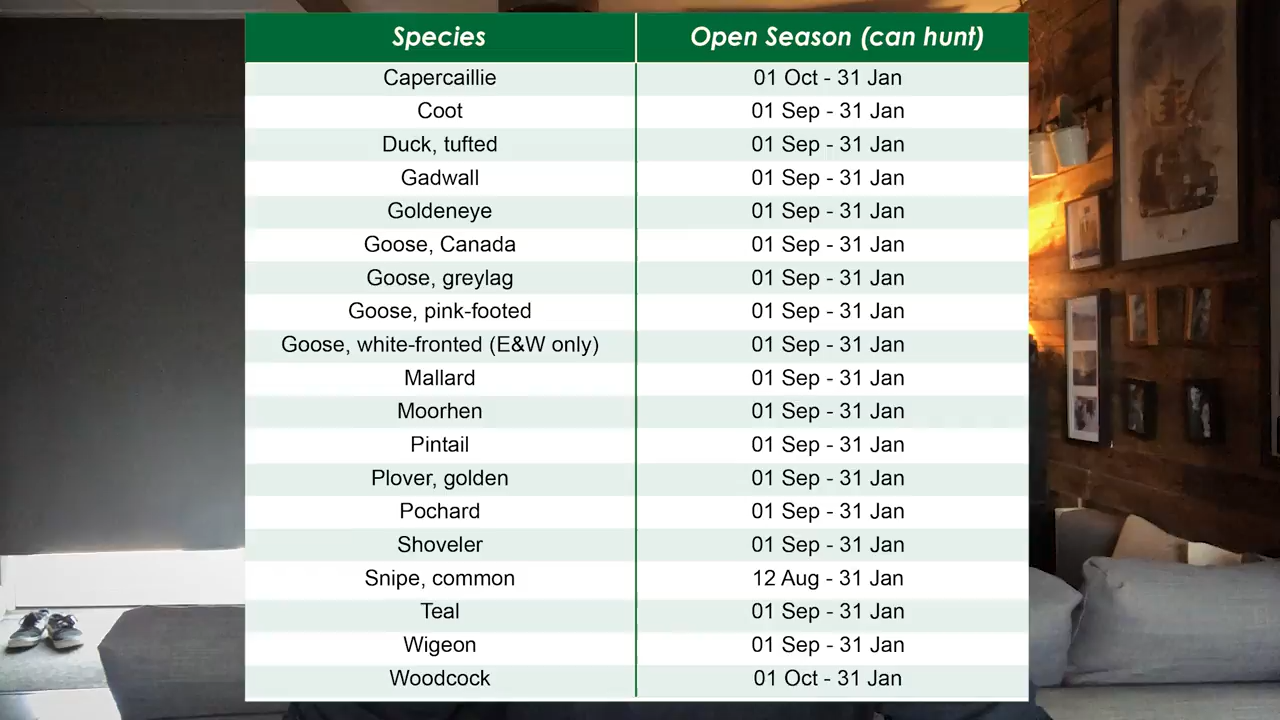 Species Open Season (can hunt)
Capercaillie 01 Oct - 31 Jan
Coot 01 Sep - 31 Jan
Duck, tufted 01 Sep - 31 Jan
Gadwall 01 Sep - 31 Jan
Goldeneye 01 Sep - 31 Jan
Goose, Canada 01 Sep - 31 Jan
Goose, greylag 01 Sep - 31 Jan
Goose, pink-footed 01 Sep - 31 Jan
Goose, white-fronted (E&W only) 01 Sep - 31 Jan
Mallard 01 Sep - 31 Jan
Moorhen 01 Sep - 31 Jan
Pintail 01 Sep - 31 Jan
Plover, golden 01 Sep - 31 Jan
Pochard 01 Sep - 31 Jan
Shoveler 01 Sep - 31 Jan
Snipe, common 12 Aug - 31 Jan
Teal 01 Sep - 31 Jan
Wigeon 01 Sep - 31 Jan
Woodcock 01 Oct - 31 Jan